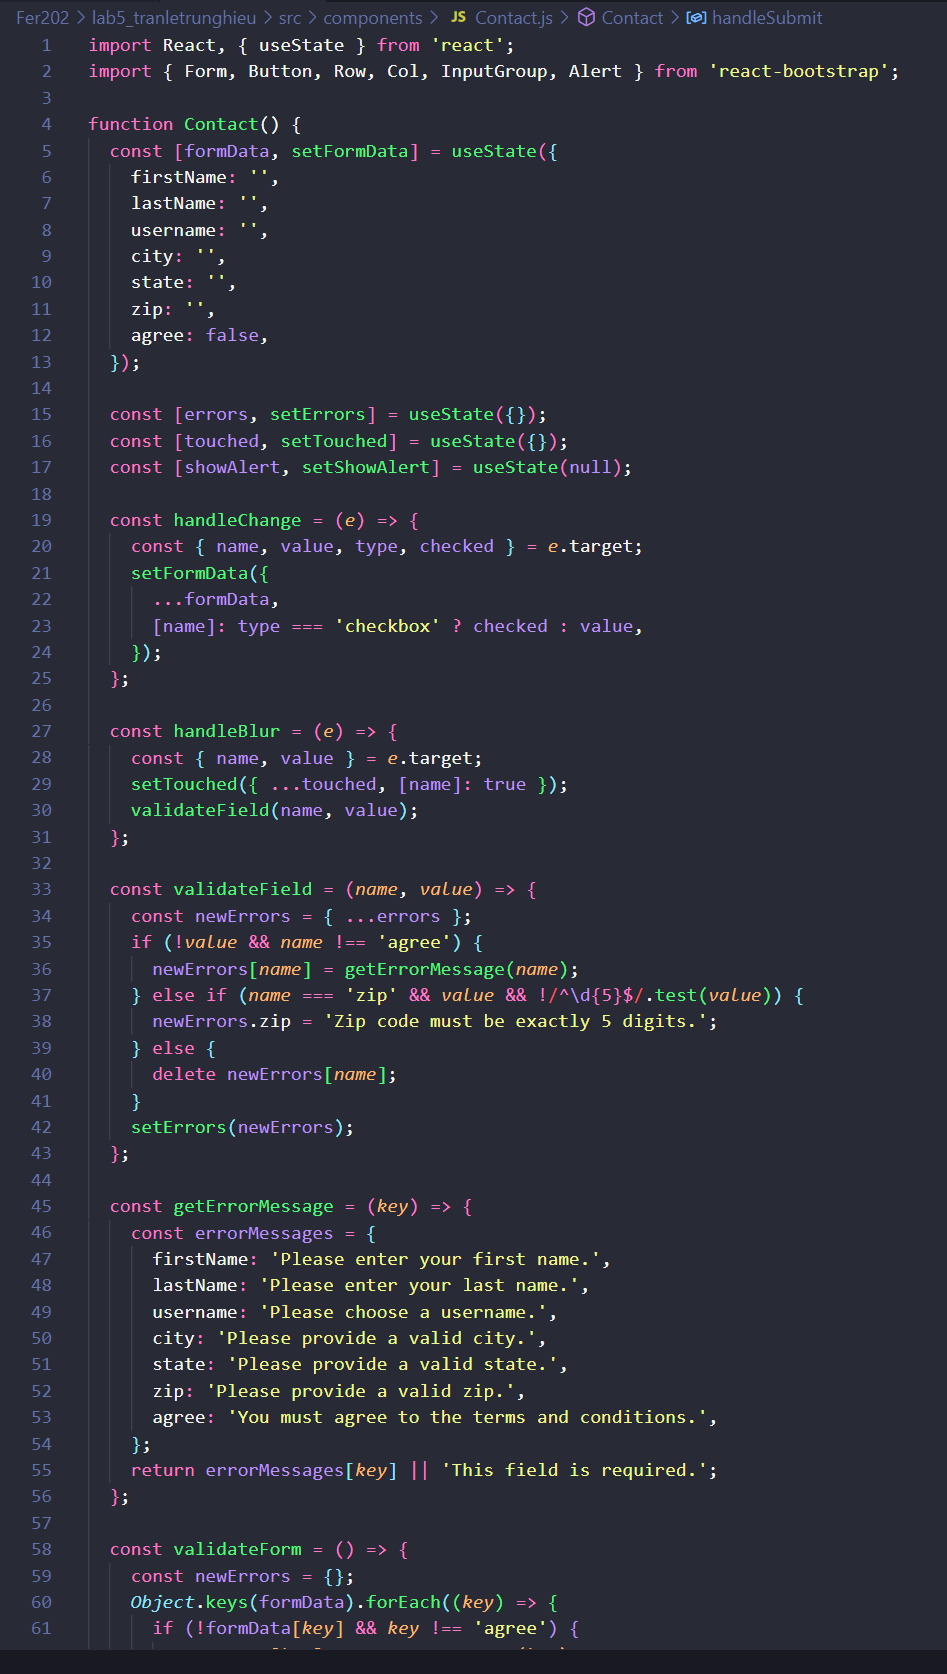 Fer202 > lab5_tranletrunghieu > src > components > JS Contact.js > Contact > handleSubmit
1 import React, { useState } from 'react';
2 import { Form, Button, Row, Col, InputGroup, Alert } from 'react-bootstrap';
3
4 function Contact() {
5   const [formData, setFormData] = useState({
6     firstName: '',
7     lastName: '',
8     username: '',
9     city: '',
10     state: '',
11     zip: '',
12     agree: false,
13   });
14
15   const [errors, setErrors] = useState({});
16   const [touched, setTouched] = useState({});
17   const [showAlert, setShowAlert] = useState(null);
18
19   const handleChange = (e) => {
20     const { name, value, type, checked } = e.target;
21     setFormData({
22       ...formData,
23       [name]: type === 'checkbox' ? checked : value,
24     });
25   };
26
27   const handleBlur = (e) => {
28     const { name, value } = e.target;
29     setTouched({ ...touched, [name]: true });
30     validateField(name, value);
31   };
32
33   const validateField = (name, value) => {
34     const newErrors = { ...errors };
35     if (!value && name !== 'agree') {
36       newErrors[name] = getErrorMessage(name);
37     } else if (name === 'zip' && value && !/^\d{5}$/.test(value)) {
38       newErrors.zip = 'Zip code must be exactly 5 digits.';
39     } else {
40       delete newErrors[name];
41     }
42     setErrors(newErrors);
43   };
44
45   const getErrorMessage = (key) => {
46     const errorMessages = {
47       firstName: 'Please enter your first name.',
48       lastName: 'Please enter your last name.',
49       username: 'Please choose a username.',
50       city: 'Please provide a valid city.',
51       state: 'Please provide a valid state.',
52       zip: 'Please provide a valid zip.',
53       agree: 'You must agree to the terms and conditions.',
54     };
55     return errorMessages[key] || 'This field is required.';
56   };
57
58   const validateForm = () => {
59     const newErrors = {};
60     Object.keys(formData).forEach((key) => {
61       if (!formData[key] && key !== 'agree') {